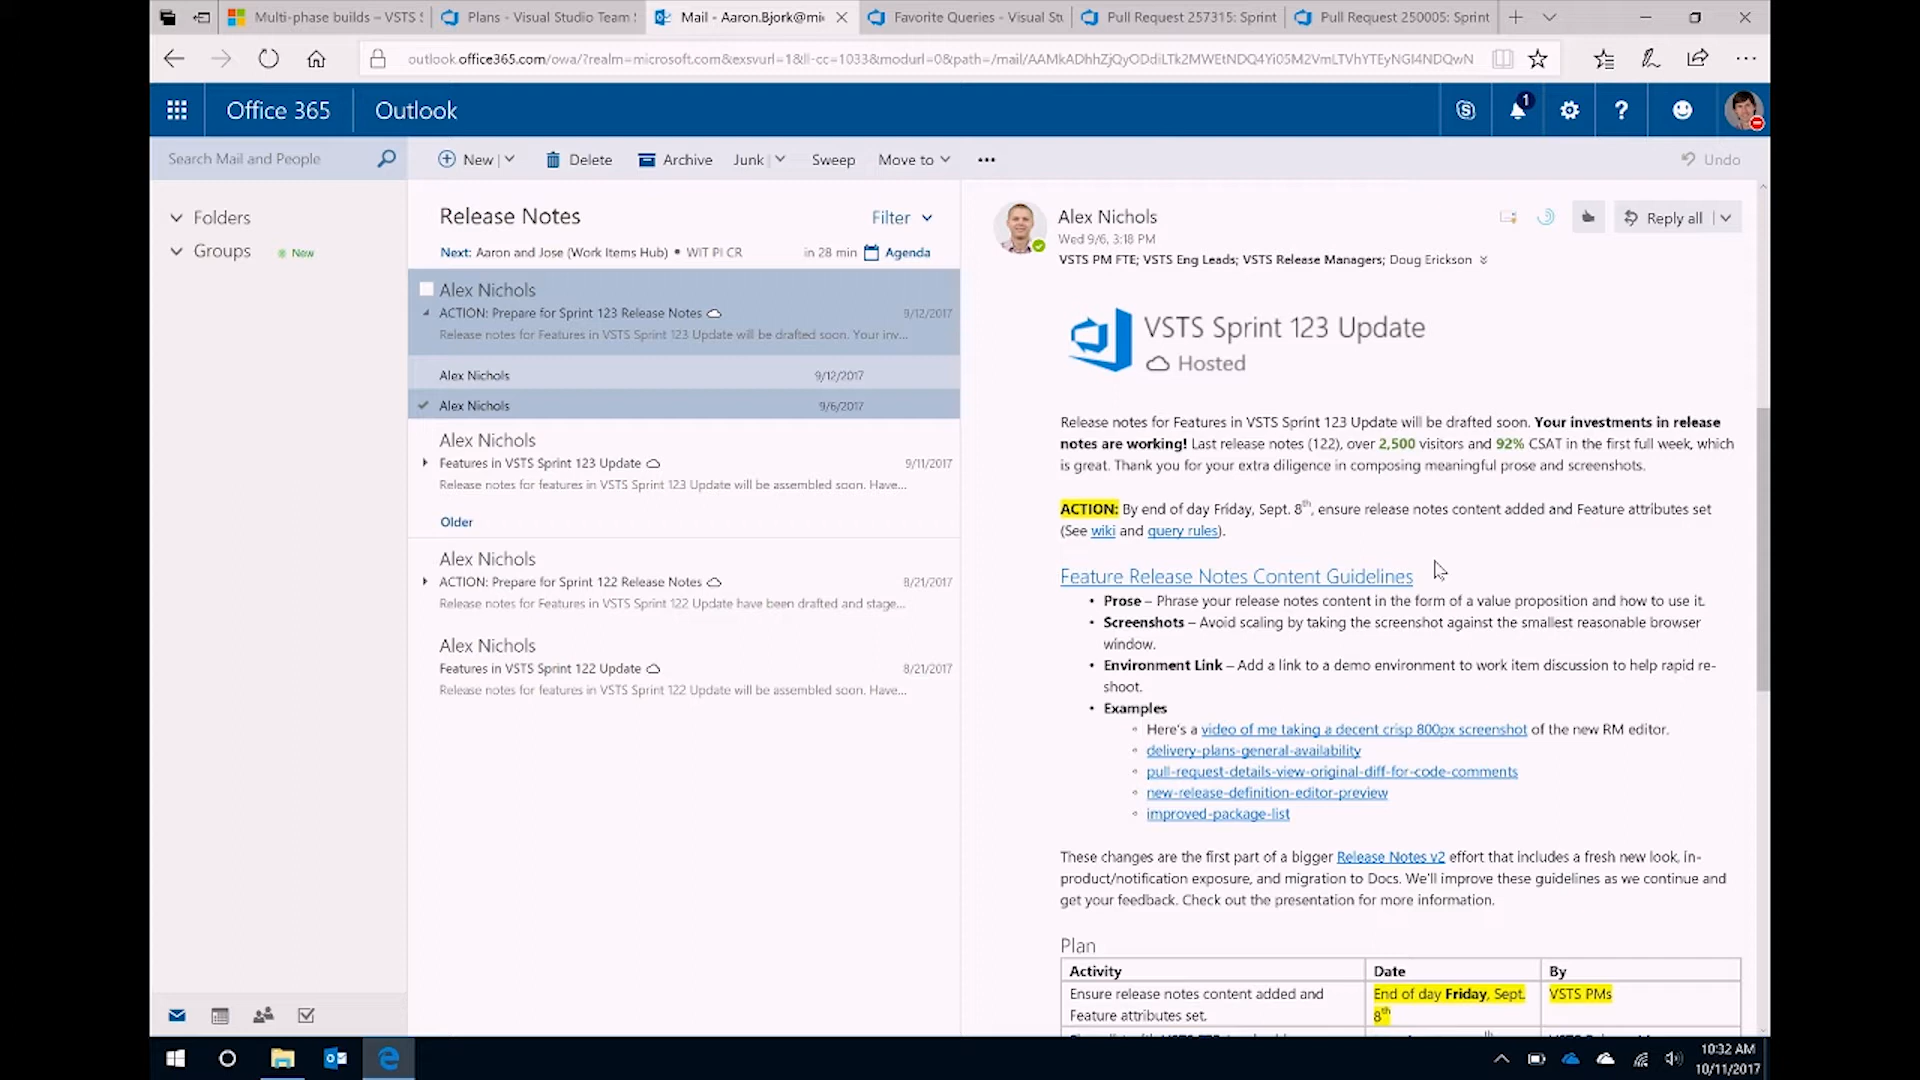 Multi-phase builds – VSTS S
Plans - Visual Studio Team S
Mail - Aaron.Bjork@mi
Favorite Queries - Visual Stu
Pull Request 257315: Sprint
Pull Request 250005: Sprint
outlook.office365.com/owa/?realm=microsoft.com&exsvurl=1&ll-cc=1033&modurl=0&path=/mail/AAMkADhhZjQyODdiLTk2MWEtNDQ4Yi05M2VmLTVhYTEyNGI4NDQwN
Office 365
Outlook
1
Search Mail and People
New
Delete
Archive
Junk
Sweep
Move to
Undo
Folders
Groups
New
Release Notes
Filter
Next: Aaron and Jose (Work Items Hub) • WIT PI CR
in 28 min
Agenda
Alex Nichols
ACTION: Prepare for Sprint 123 Release Notes
9/12/2017
Release notes for Features in VSTS Sprint 123 Update will be drafted soon. Your inv...
Alex Nichols
9/12/2017
Alex Nichols
9/6/2017
Alex Nichols
Features in VSTS Sprint 123 Update
9/11/2017
Release notes for features in VSTS Sprint 123 Update will be assembled soon. Have...
Older
Alex Nichols
ACTION: Prepare for Sprint 122 Release Notes
8/21/2017
Release notes for Features in VSTS Sprint 122 Update have been drafted and stage...
Alex Nichols
Features in VSTS Sprint 122 Update
8/21/2017
Release notes for features in VSTS Sprint 122 Update will be assembled soon. Have...
Alex Nichols
Reply all
Wed 9/6, 3:18 PM
VSTS PM FTE; VSTS Eng Leads; VSTS Release Managers; Doug Erickson
VSTS Sprint 123 Update
Hosted
Release notes for Features in VSTS Sprint 123 Update will be drafted soon. Your investments in release
notes are working! Last release notes (122), over 2,500 visitors and 92% CSAT in the first full week, which
is great. Thank you for your extra diligence in composing meaningful prose and screenshots.
ACTION: By end of day Friday, Sept. 8th, ensure release notes content added and Feature attributes set
(See wiki and query rules).
Feature Release Notes Content Guidelines
• Prose – Phrase your release notes content in the form of a value proposition and how to use it.
• Screenshots – Avoid scaling by taking the screenshot against the smallest reasonable browser
window.
• Environment Link – Add a link to a demo environment to work item discussion to help rapid re-
shoot.
• Examples
◦ Here's a video of me taking a decent crisp 800px screenshot of the new RM editor.
◦ delivery-plans-general-availability
◦ pull-request-details-view-original-diff-for-code-comments
◦ new-release-definition-editor-preview
◦ improved-package-list
These changes are the first part of a bigger Release Notes v2 effort that includes a fresh new look, in-
product/notification exposure, and migration to Docs. We'll improve these guidelines as we continue and
get your feedback. Check out the presentation for more information.
Plan
Activity
Date
By
Ensure release notes content added and
End of day Friday, Sept.
VSTS PMs
Feature attributes set.
8th
10:32 AM
10/11/2017